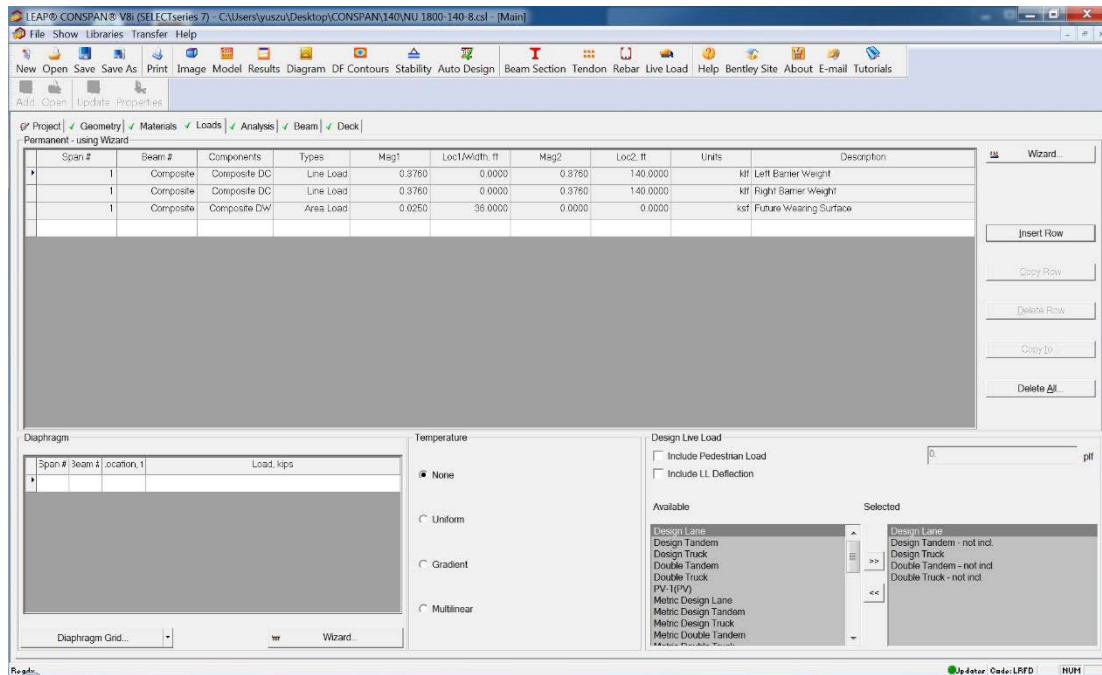 LEAP® CONSPAN® V8i (SELECTseries 7) - C:\Users\yuszu\Desktop\CONSPAN\140\NU 1800-140-8.csl - [Main]
File Show Libraries Transfer Help
New Open Save Save As Print Image Model Results Diagram DF Contours Stability Auto Design Beam Section Tendon Rebar Live Load Help Bentley Site About E-mail Tutorials
Add Open Update Properties
Project Geometry Materials Loads Analysis Beam Deck
Permanent - using Wizard
Span # Beam # Components Types Mag1 Loc1/Width, ft Mag2 Loc2, ft Units Description
1 Composite Composite DC Line Load 0.3760 0.0000 0.3760 140.0000 klf Left Barrier Weight
1 Composite Composite DC Line Load 0.3760 0.0000 0.3760 140.0000 klf Right Barrier Weight
1 Composite Composite DW Area Load 0.0250 36.0000 0.0000 0.0000 ksf Future Wearing Surface
Wizard...
Insert Row
Copy Row
Delete Row
Copy to...
Delete All...
Diaphragm
Span # Beam # Location, f Load, kips
Diaphragm Grid...
Wizard...
Temperature
None
Uniform
Gradient
Multilinear
Design Live Load
Include Pedestrian Load 0. plf
Include LL Deflection
Available
Design Lane
Design Tandem
Design Truck
Double Tandem
Double Truck
PV-1(PV)
Metric Design Lane
Metric Design Tandem
Metric Design Truck
Metric Double Tandem
Metric Double Truck
>>
<<
Selected
Design Lane
Design Tandem - not incl.
Design Truck
Double Tandem - not incl.
Double Truck - not incl.
Ready
Updater Code: LRFD NUM